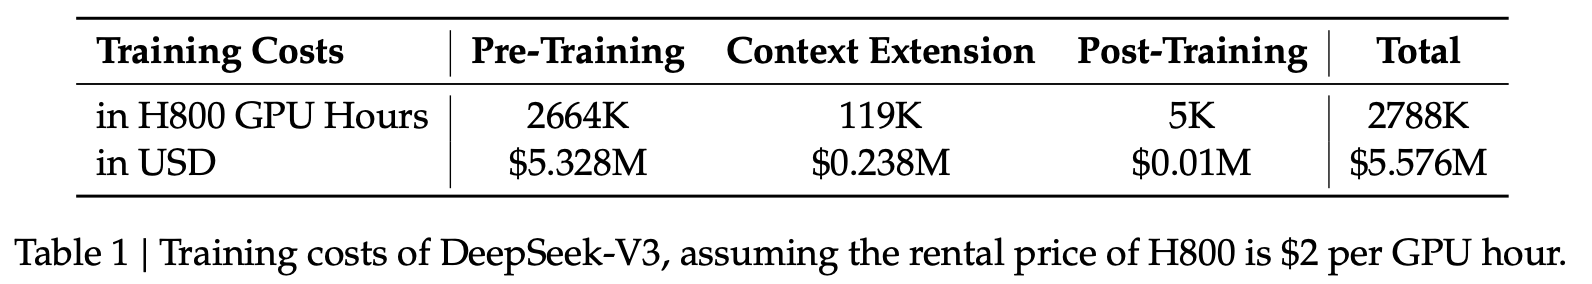 Training Costs Pre-Training Context Extension Post-Training Total
in H800 GPU Hours 2664K 119K 5K 2788K
in USD $5.328M $0.238M $0.01M $5.576M
Table 1 | Training costs of DeepSeek-V3, assuming the rental price of H800 is $2 per GPU hour.